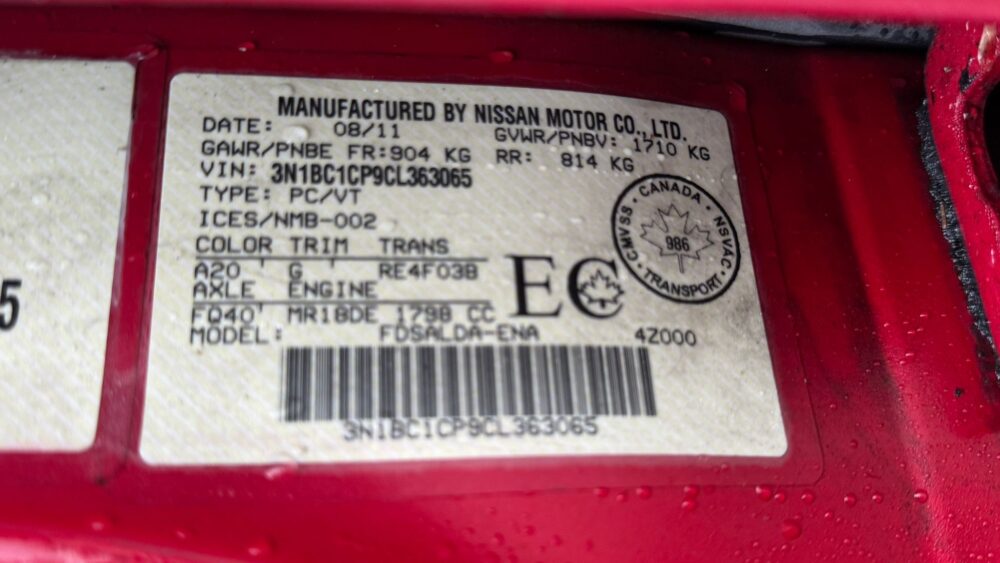 MANUFACTURED BY NISSAN MOTOR CO., LTD.
DATE: 08/11 GVWR/PNBV: 1710 KG
GAWR/PNBE FR:904 KG RR: 814 KG
VIN: 3N1BC1CP9CL363065
TYPE: PC/VT
ICES/NMB-002
COLOR TRIM TRANS
A20 ' G ' RE4F03B
AXLE ENGINE
FQ40' MR18DE 1798 CC
MODEL: FDSALDA-ENA 4Z000
3N1BC1CP9CL363065
EC
CANADA
CMVSS · NSVAC
986
TRANSPORT
5